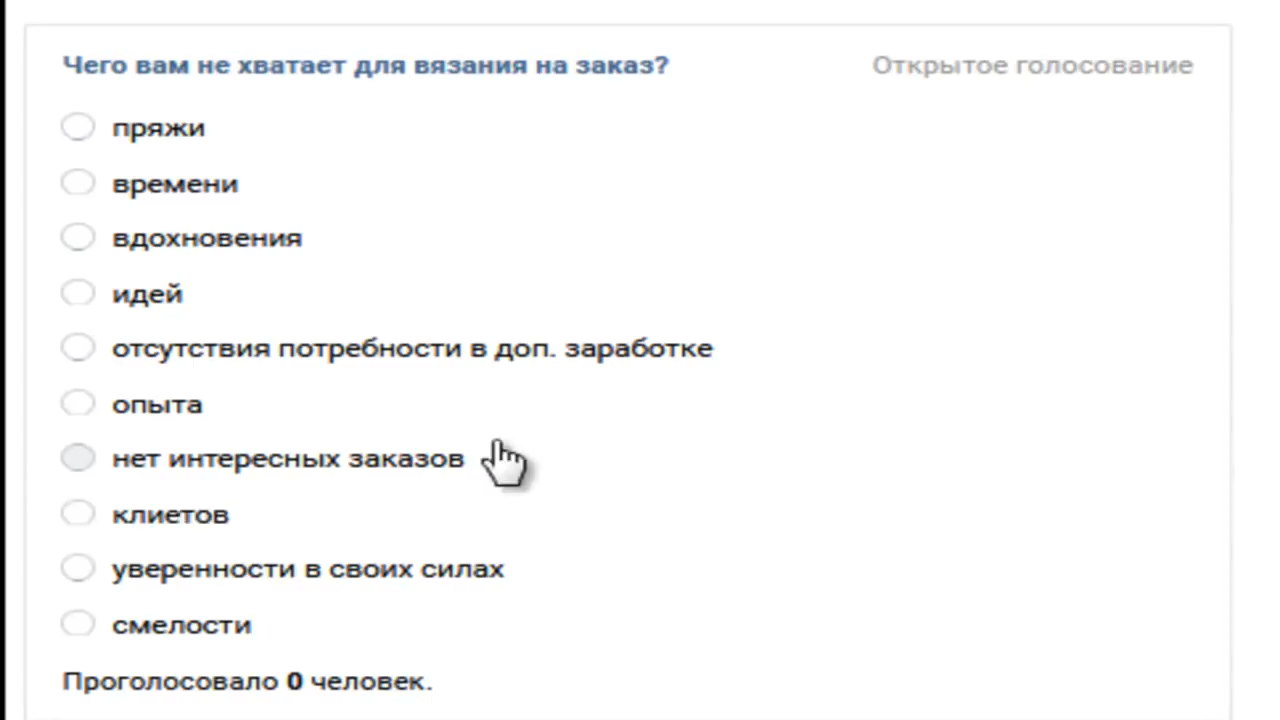 Чего вам не хватает для вязания на заказ? Открытое голосование
пряжи
времени
вдохновения
идей
отсутствия потребности в доп. заработке
опыта
нет интересных заказов
клиетов
уверенности в своих силах
смелости
Проголосовало 0 человек.